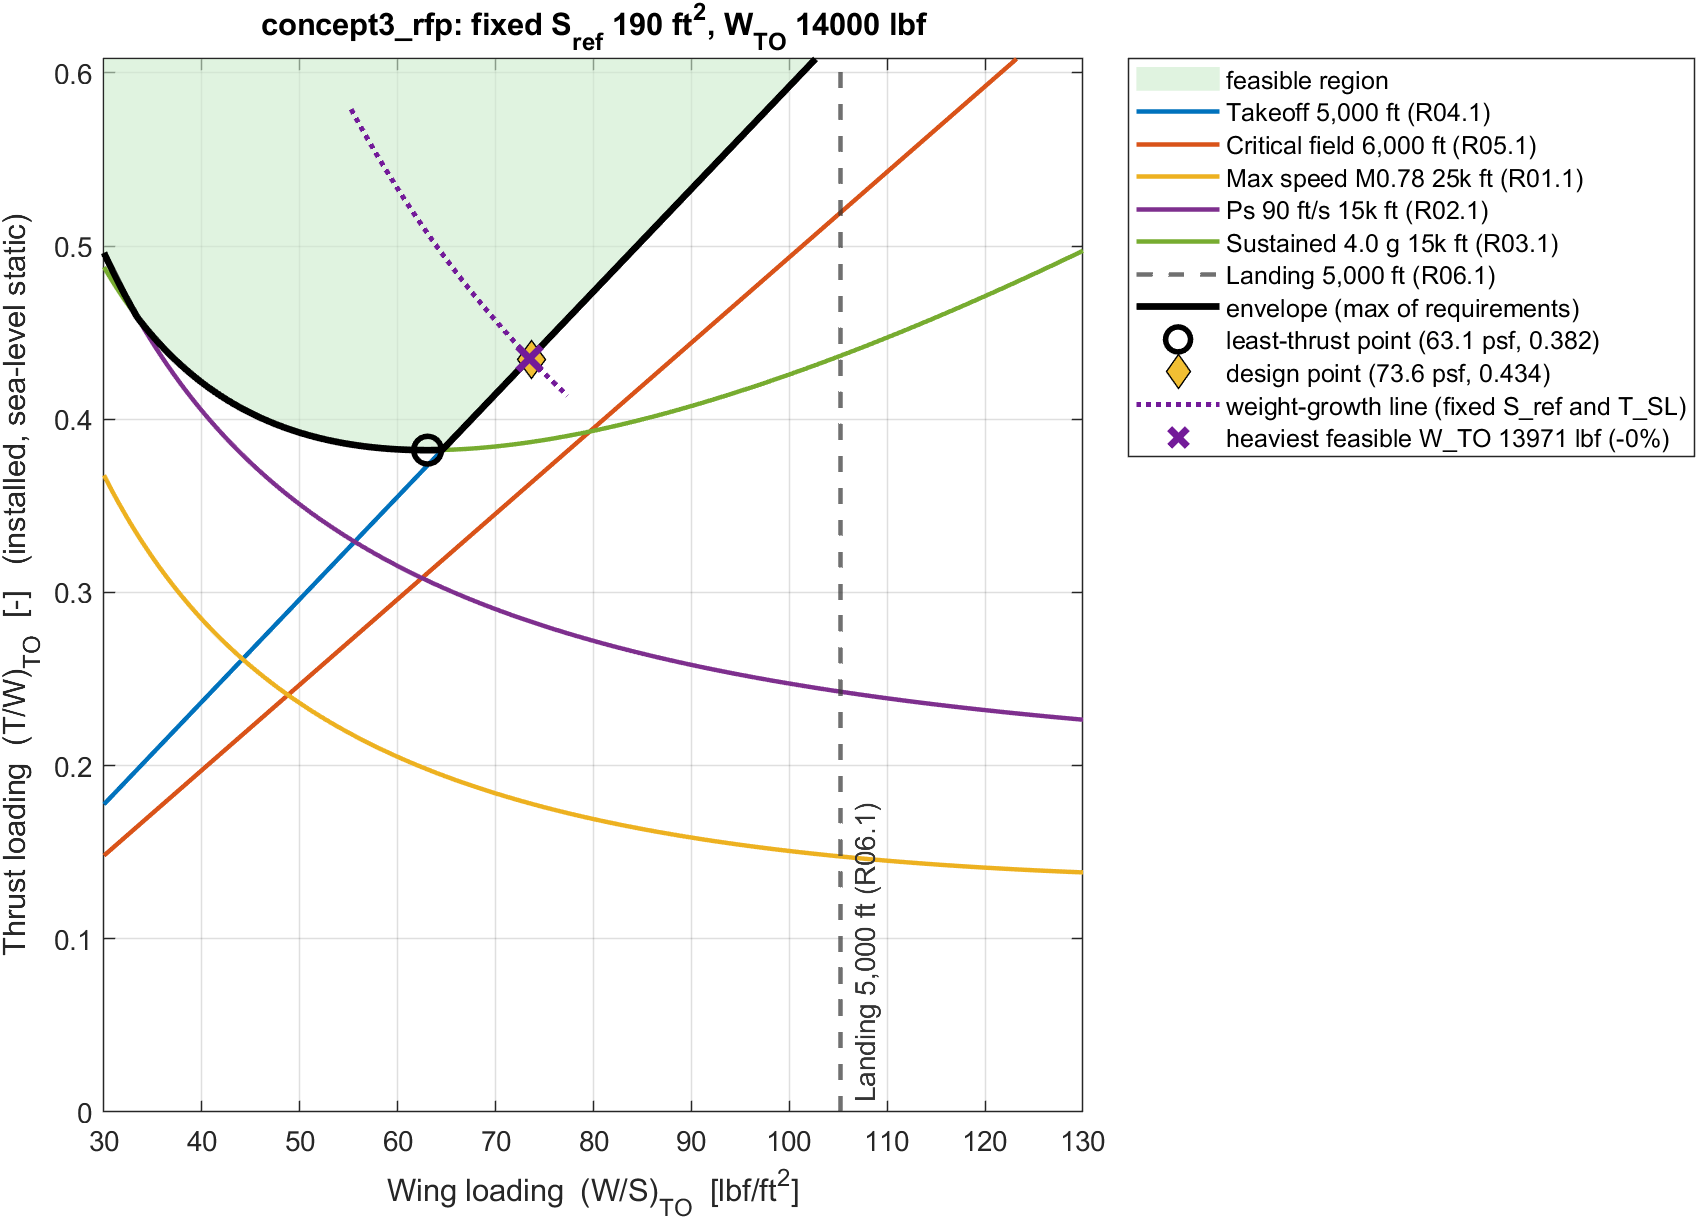 concept3_rfp: fixed S_ref 190 ft^2, W_TO 14000 lbf
Thrust loading (T/W)_TO [-] (installed, sea-level static)
0.6
0.5
0.4
0.3
0.2
0.1
0
30 40 50 60 70 80 90 100 110 120 130
Wing loading (W/S)_TO [lbf/ft^2]
Landing 5,000 ft (R06.1)
feasible region
Takeoff 5,000 ft (R04.1)
Critical field 6,000 ft (R05.1)
Max speed M0.78 25k ft (R01.1)
Ps 90 ft/s 15k ft (R02.1)
Sustained 4.0 g 15k ft (R03.1)
Landing 5,000 ft (R06.1)
envelope (max of requirements)
least-thrust point (63.1 psf, 0.382)
design point (73.6 psf, 0.434)
weight-growth line (fixed S_ref and T_SL)
heaviest feasible W_TO 13971 lbf (-0%)